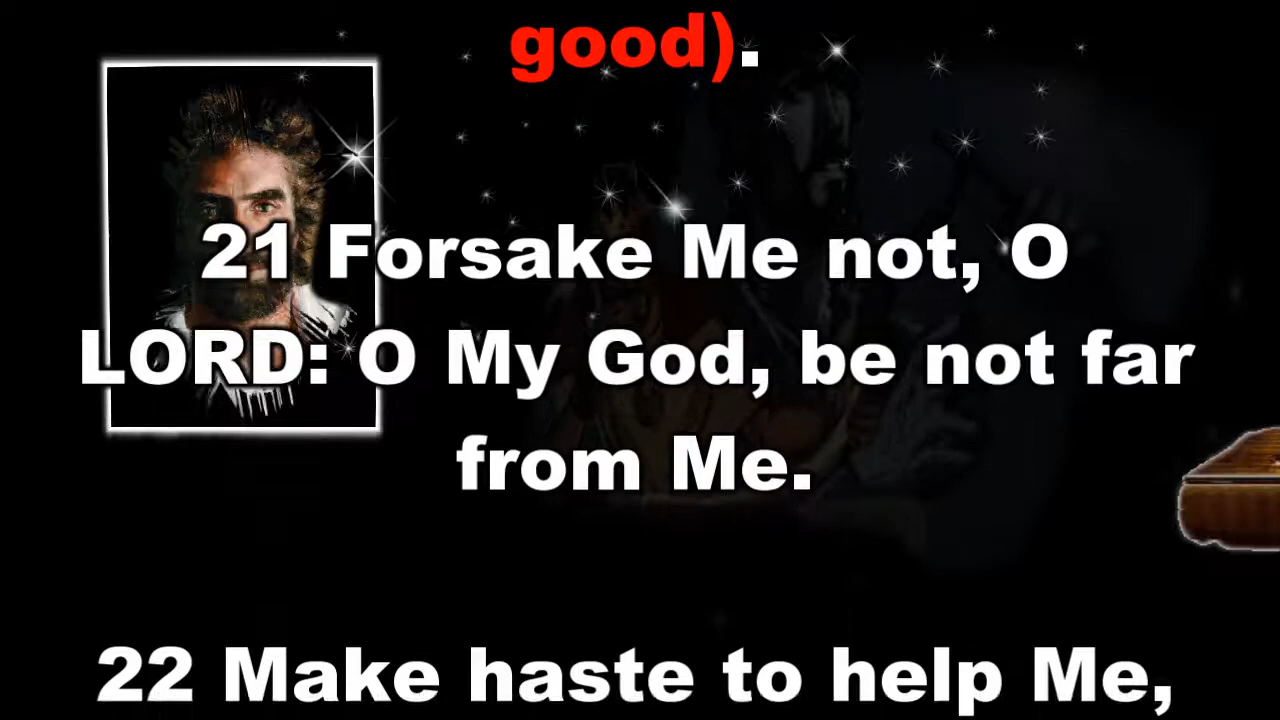 good).
21 Forsake Me not, O
LORD: O My God, be not far
from Me.
22 Make haste to help Me,